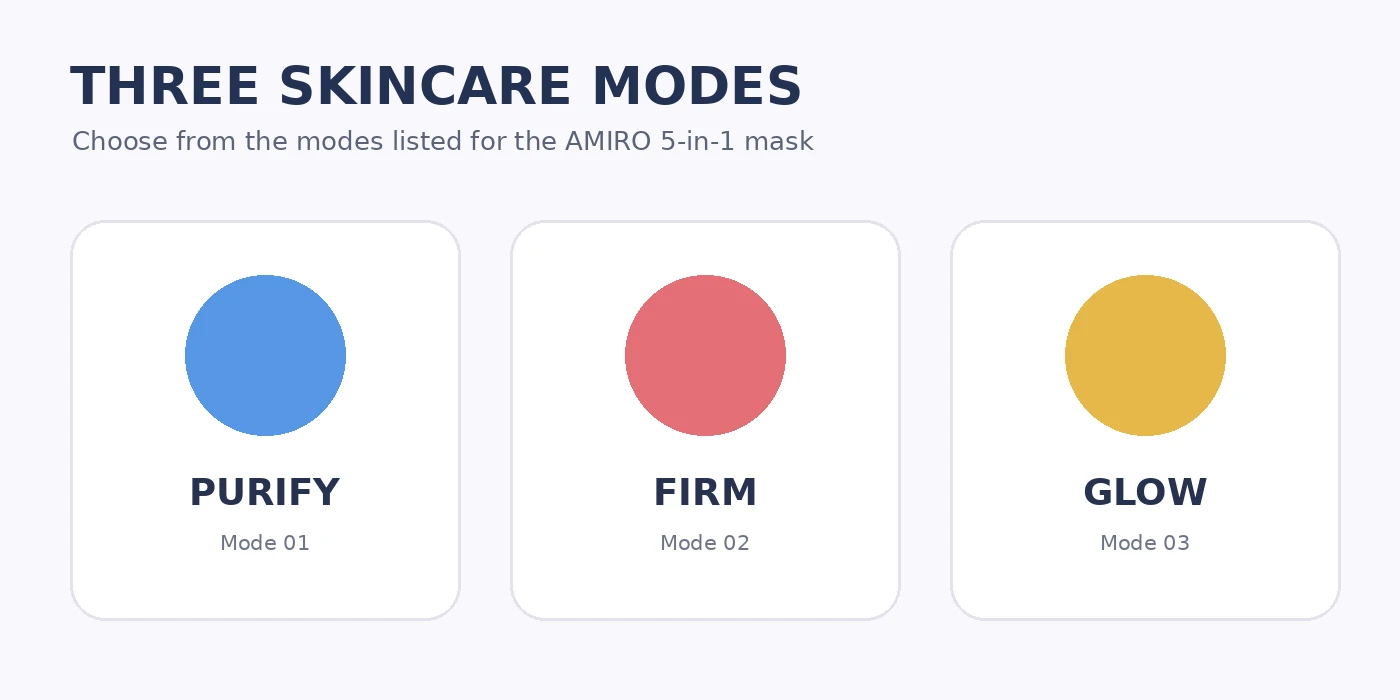 THREE SKINCARE MODES
Choose from the modes listed for the AMIRO 5-in-1 mask
PURIFY
Mode 01
FIRM
Mode 02
GLOW
Mode 03